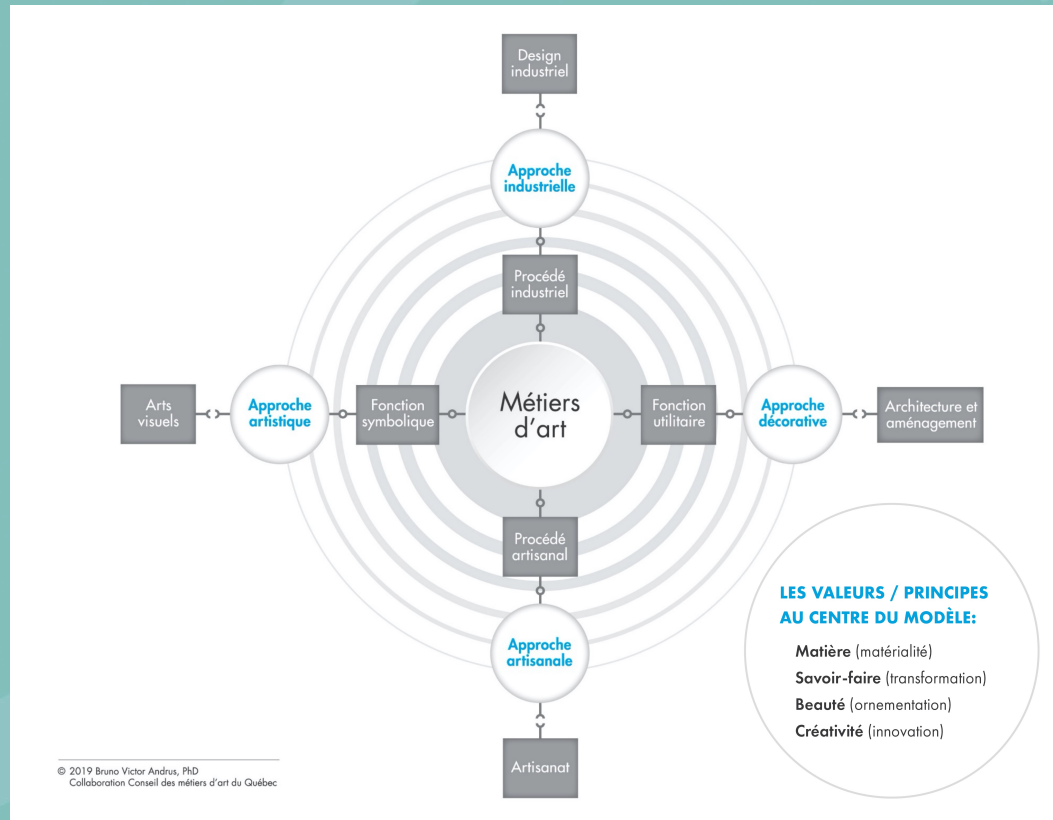 Design
industriel
Approche
industrielle
Procédé
industriel
Arts
visuels
Approche
artistique
Fonction
symbolique
Métiers
d’art
Fonction
utilitaire
Approche
décorative
Architecture et
aménagement
Procédé
artisanal
Approche
artisanale
Artisanat
LES VALEURS / PRINCIPES
AU CENTRE DU MODÈLE:
Matière (matérialité)
Savoir-faire (transformation)
Beauté (ornementation)
Créativité (innovation)
© 2019 Bruno Victor Andrus, PhD
Collaboration Conseil des métiers d’art du Québec